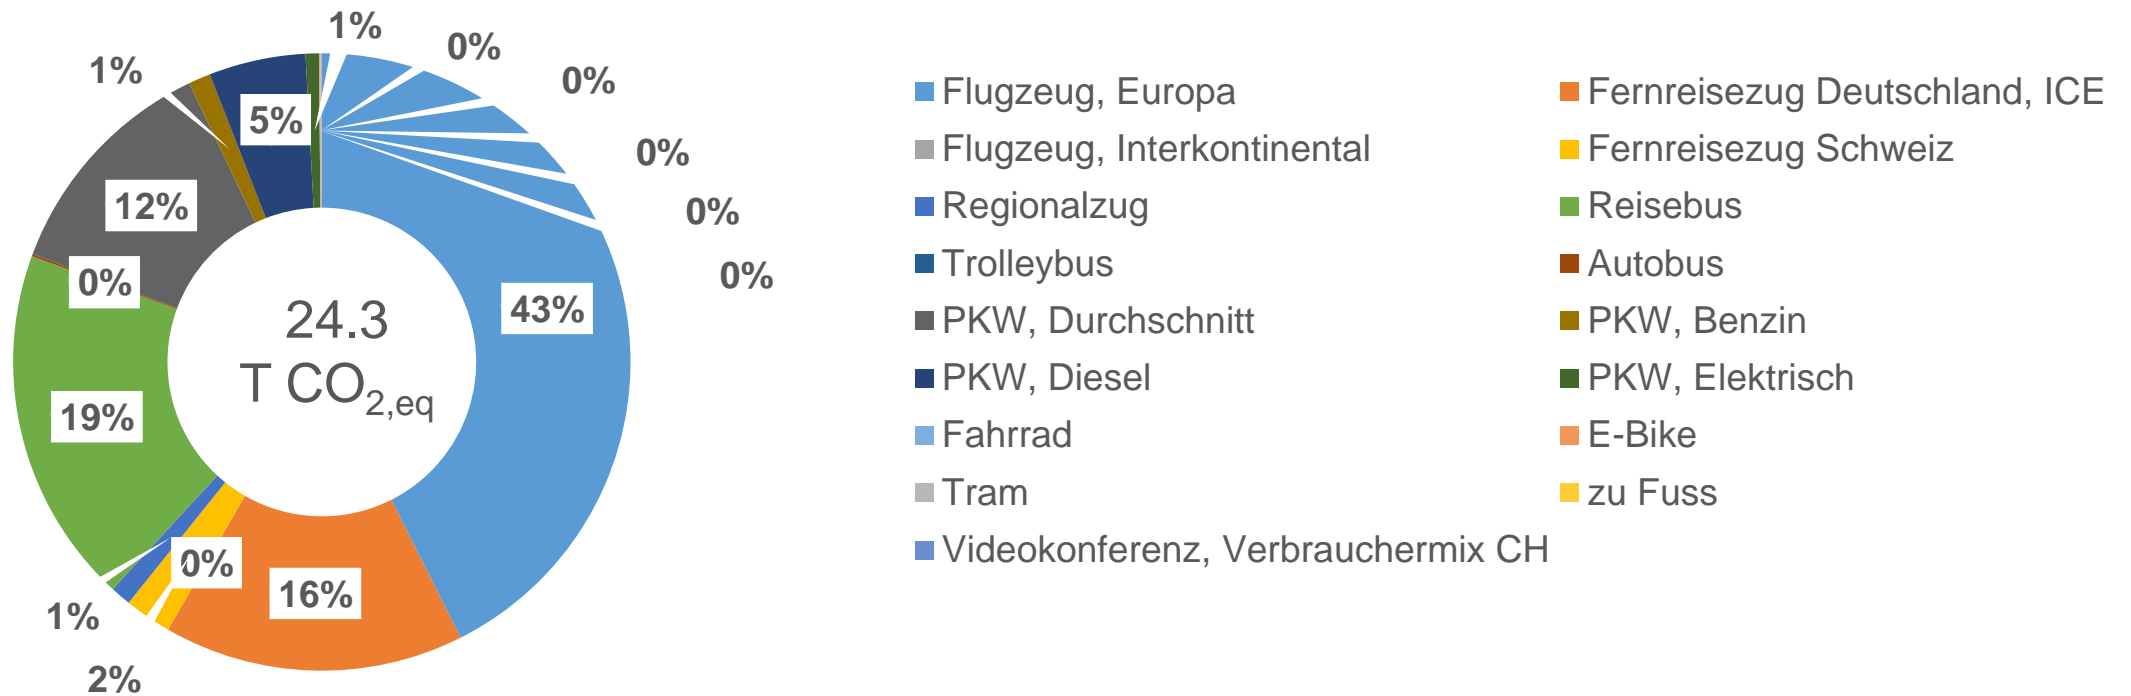 1%
0%
1%
0%
5%
0%
12%
0%
0%
0%
43%
24.3
T CO2,eq
19%
0%
16%
1%
2%
Flugzeug, Europa
Fernreisezug Deutschland, ICE
Flugzeug, Interkontinental
Fernreisezug Schweiz
Regionalzug
Reisebus
Trolleybus
Autobus
PKW, Durchschnitt
PKW, Benzin
PKW, Diesel
PKW, Elektrisch
Fahrrad
E-Bike
Tram
zu Fuss
Videokonferenz, Verbrauchermix CH